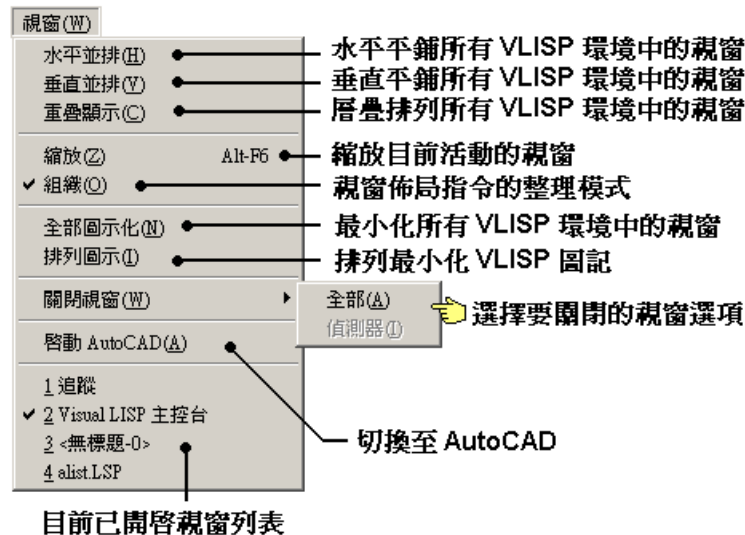 視窗(W)
水平並排(H) 水平平鋪所有 VLISP 環境中的視窗
垂直並排(V) 垂直平鋪所有 VLISP 環境中的視窗
重疊顯示(C) 層疊排列所有 VLISP 環境中的視窗
縮放(Z) Alt-F6 縮放目前活動的視窗
✓ 組織(O) 視窗佈局指令的整理模式
全部圖示化(N) 最小化所有 VLISP 環境中的視窗
排列圖示(I) 排列最小化 VLISP 圖記
關閉視窗(W) 全部(A) 選擇要關閉的視窗選項
偵測器(I)
啟動 AutoCAD(A)
切換至 AutoCAD
1 追蹤
✓ 2 Visual LISP 主控台
3 <無標題-0>
4 alist.LSP
目前已開啓視窗列表